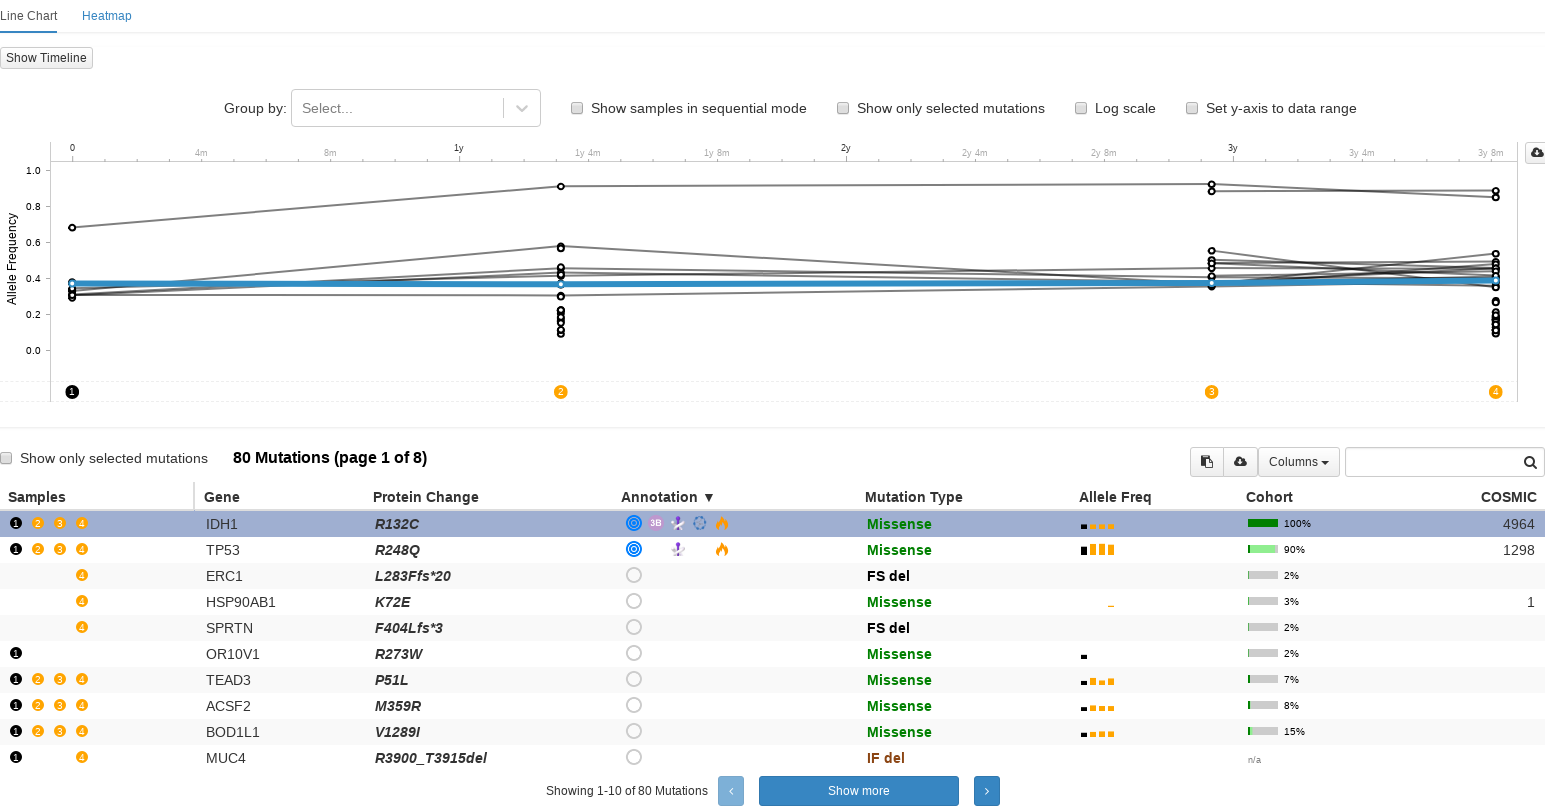 Line Chart Heatmap
Show Timeline
Group by: Select... Show samples in sequential mode Show only selected mutations Log scale Set y-axis to data range
0 4m 8m 1y 1y 4m 1y 8m 2y 2y 4m 2y 8m 3y 3y 4m 3y 8m
1.0
0.8
0.6
0.4
0.2
0.0
Allele Frequency
1 2 3 4
Show only selected mutations 80 Mutations (page 1 of 8) Columns
Samples Gene Protein Change Annotation ▼ Mutation Type Allele Freq Cohort COSMIC
1 2 3 4 IDH1 R132C 3B Missense 100% 4964
1 2 3 4 TP53 R248Q Missense 90% 1298
4 ERC1 L283Ffs*20 FS del 2%
4 HSP90AB1 K72E Missense 3% 1
4 SPRTN F404Lfs*3 FS del 2%
1 OR10V1 R273W Missense 2%
1 2 3 4 TEAD3 P51L Missense 7%
1 2 3 4 ACSF2 M359R Missense 8%
1 2 3 4 BOD1L1 V1289I Missense 15%
1 4 MUC4 R3900_T3915del IF del n/a
Showing 1-10 of 80 Mutations ‹ Show more ›